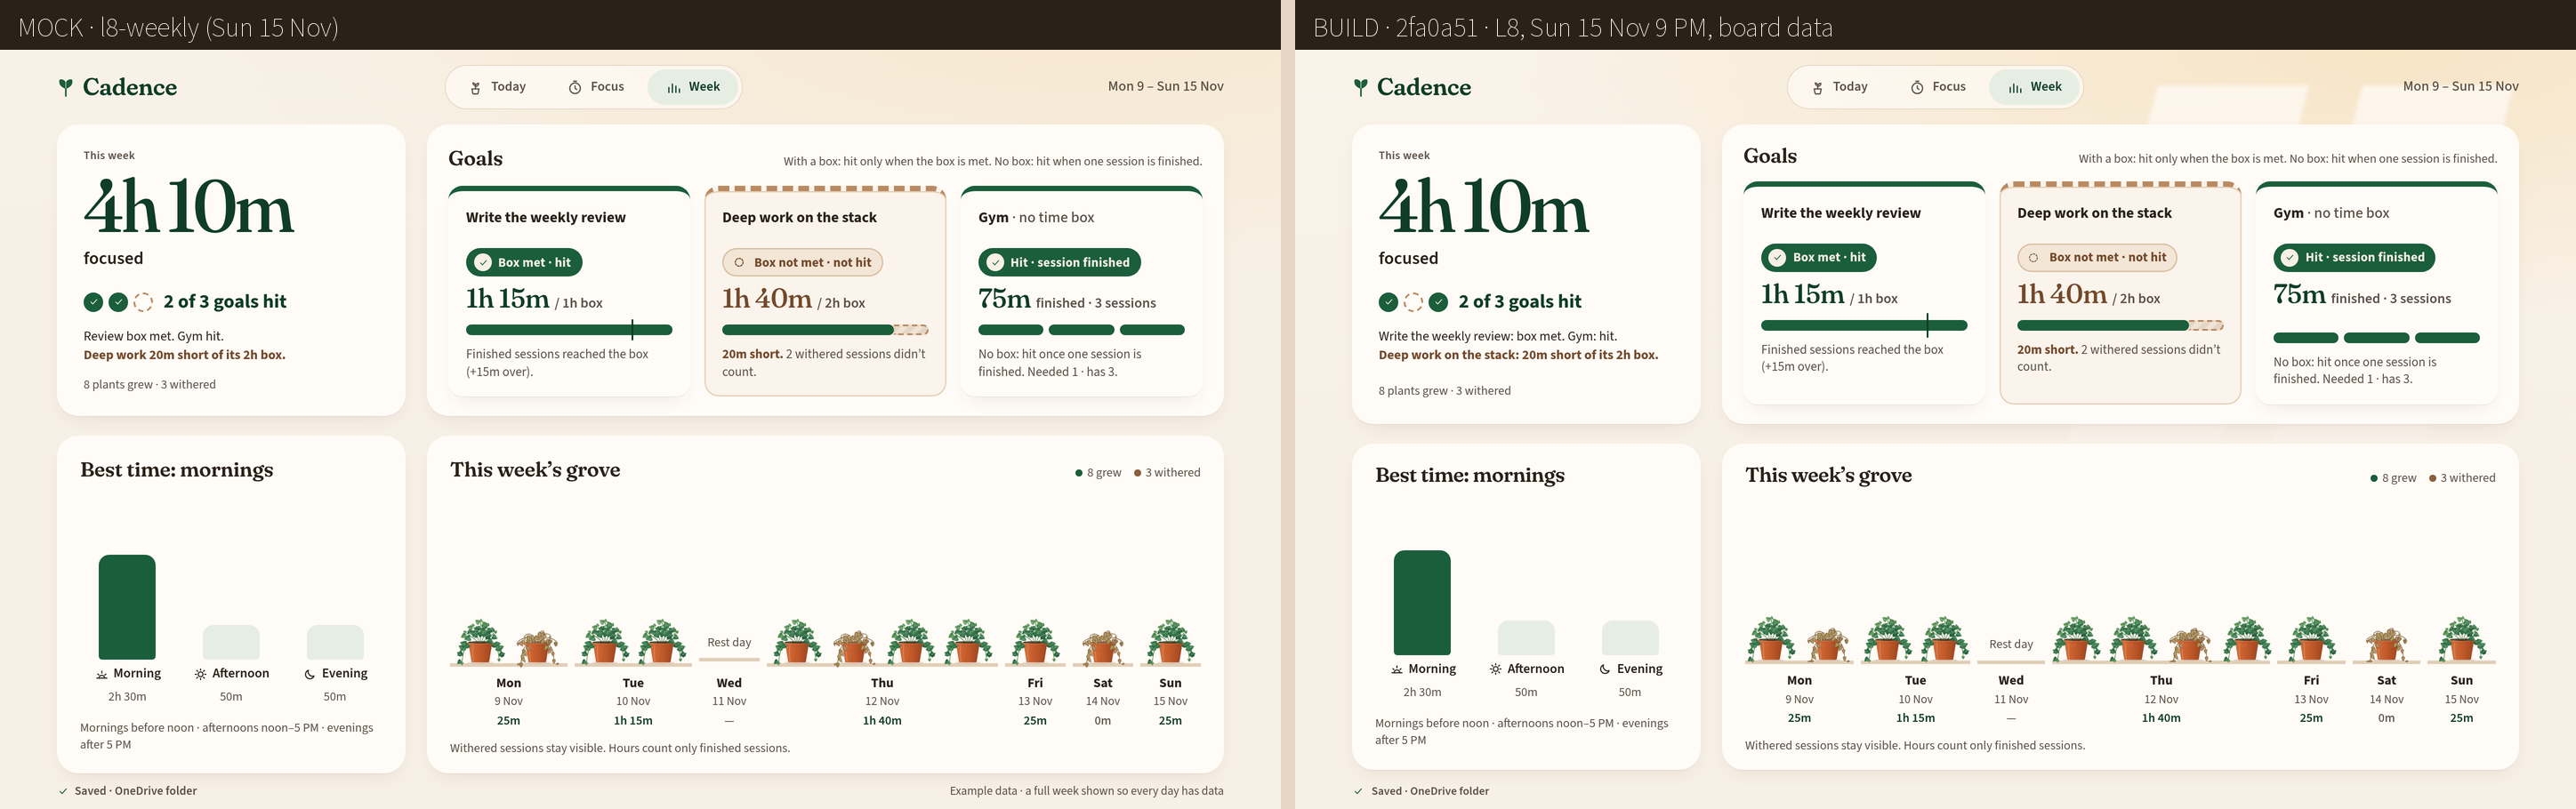 MOCK · l8-weekly (Sun 15 Nov)
Cadence
Today
Focus
Week
Mon 9 – Sun 15 Nov
This week
4h 10m
focused
2 of 3 goals hit
Review box met. Gym hit.
Deep work 20m short of its 2h box.
8 plants grew · 3 withered
Goals
With a box: hit only when the box is met. No box: hit when one session is finished.
Write the weekly review
Box met · hit
1h 15m / 1h box
Finished sessions reached the box
(+15m over).
Deep work on the stack
Box not met · not hit
1h 40m / 2h box
20m short. 2 withered sessions didn’t
count.
Gym · no time box
Hit · session finished
75m finished · 3 sessions
No box: hit once one session is
finished. Needed 1 · has 3.
Best time: mornings
Morning
2h 30m
Afternoon
50m
Evening
50m
Mornings before noon · afternoons noon–5 PM · evenings
after 5 PM
This week’s grove
8 grew
3 withered
Rest day
Mon
9 Nov
25m
Tue
10 Nov
1h 15m
Wed
11 Nov
—
Thu
12 Nov
1h 40m
Fri
13 Nov
25m
Sat
14 Nov
0m
Sun
15 Nov
25m
Withered sessions stay visible. Hours count only finished sessions.
Saved · OneDrive folder
Example data · a full week shown so every day has data
BUILD · 2fa0a51 · L8, Sun 15 Nov 9 PM, board data
Cadence
Today
Focus
Week
Mon 9 – Sun 15 Nov
This week
4h 10m
focused
2 of 3 goals hit
Write the weekly review: box met. Gym: hit.
Deep work on the stack: 20m short of its 2h box.
8 plants grew · 3 withered
Goals
With a box: hit only when the box is met. No box: hit when one session is finished.
Write the weekly review
Box met · hit
1h 15m / 1h box
Finished sessions reached the box
(+15m over).
Deep work on the stack
Box not met · not hit
1h 40m / 2h box
20m short. 2 withered sessions didn’t
count.
Gym · no time box
Hit · session finished
75m finished · 3 sessions
No box: hit once one session is
finished. Needed 1 · has 3.
Best time: mornings
Morning
2h 30m
Afternoon
50m
Evening
50m
Mornings before noon · afternoons noon–5 PM · evenings
after 5 PM
This week’s grove
8 grew
3 withered
Rest day
Mon
9 Nov
25m
Tue
10 Nov
1h 15m
Wed
11 Nov
—
Thu
12 Nov
1h 40m
Fri
13 Nov
25m
Sat
14 Nov
0m
Sun
15 Nov
25m
Withered sessions stay visible. Hours count only finished sessions.
Saved · OneDrive folder